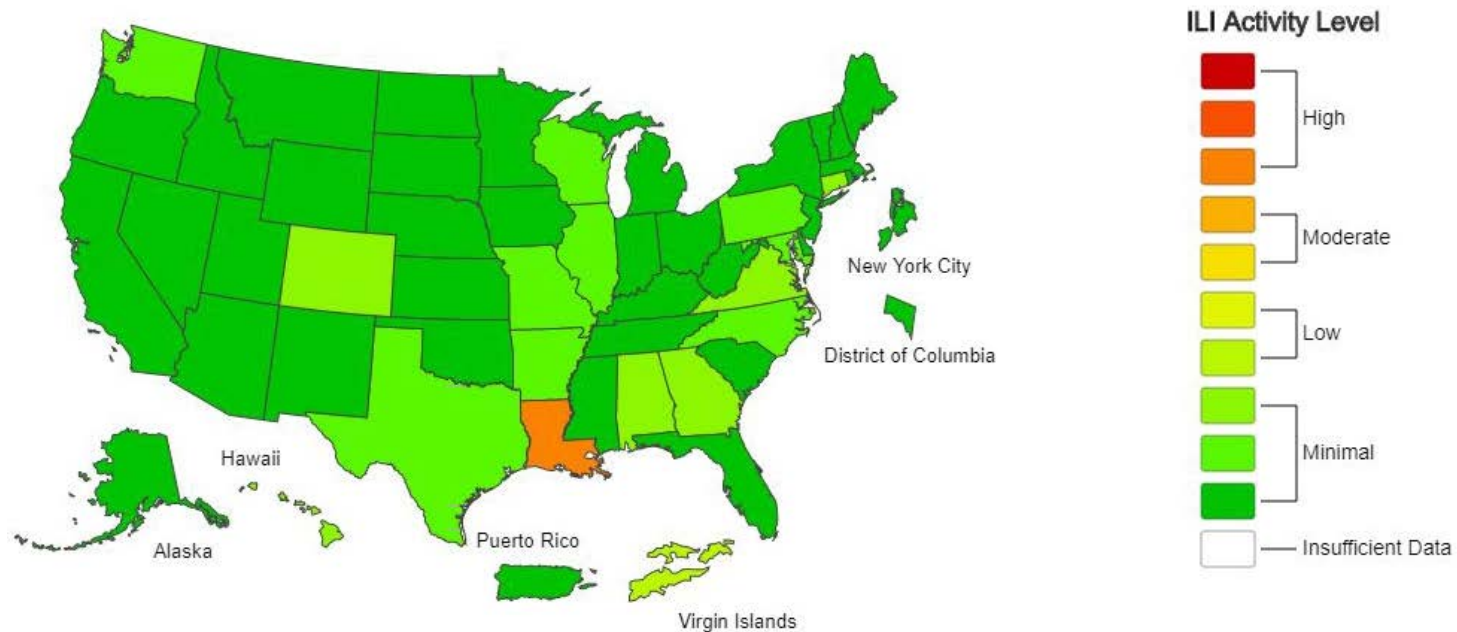 ILI Activity Level
High
Moderate
Low
Minimal
Insufficient Data
New York City
District of Columbia
Hawaii
Alaska
Puerto Rico
Virgin Islands